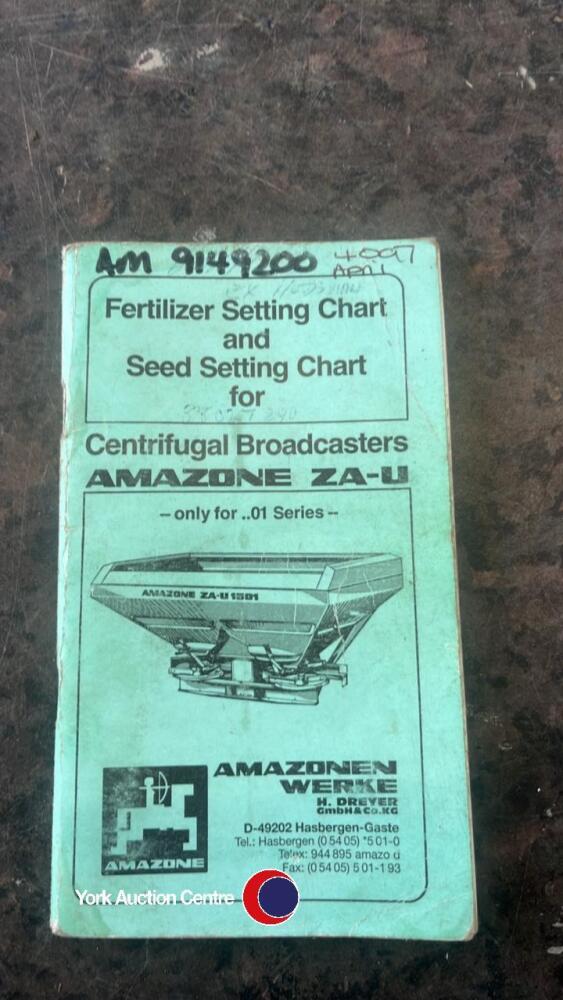 AM 9149200
Fertilizer Setting Chart
and
Seed Setting Chart
for
Centrifugal Broadcasters
AMAZONE ZA-U
– only for ..01 Series –
AMAZONE ZA-U 1501
AMAZONE
AMAZONEN
WERKE
H. DREYER
GmbH & Co. KG
D-49202 Hasbergen-Gaste
Tel.: Hasbergen (0 54 05) *5 01-0
Telex: 944 895 amazo d
Fax: (0 54 05) 5 01-1 93
York Auction Centre